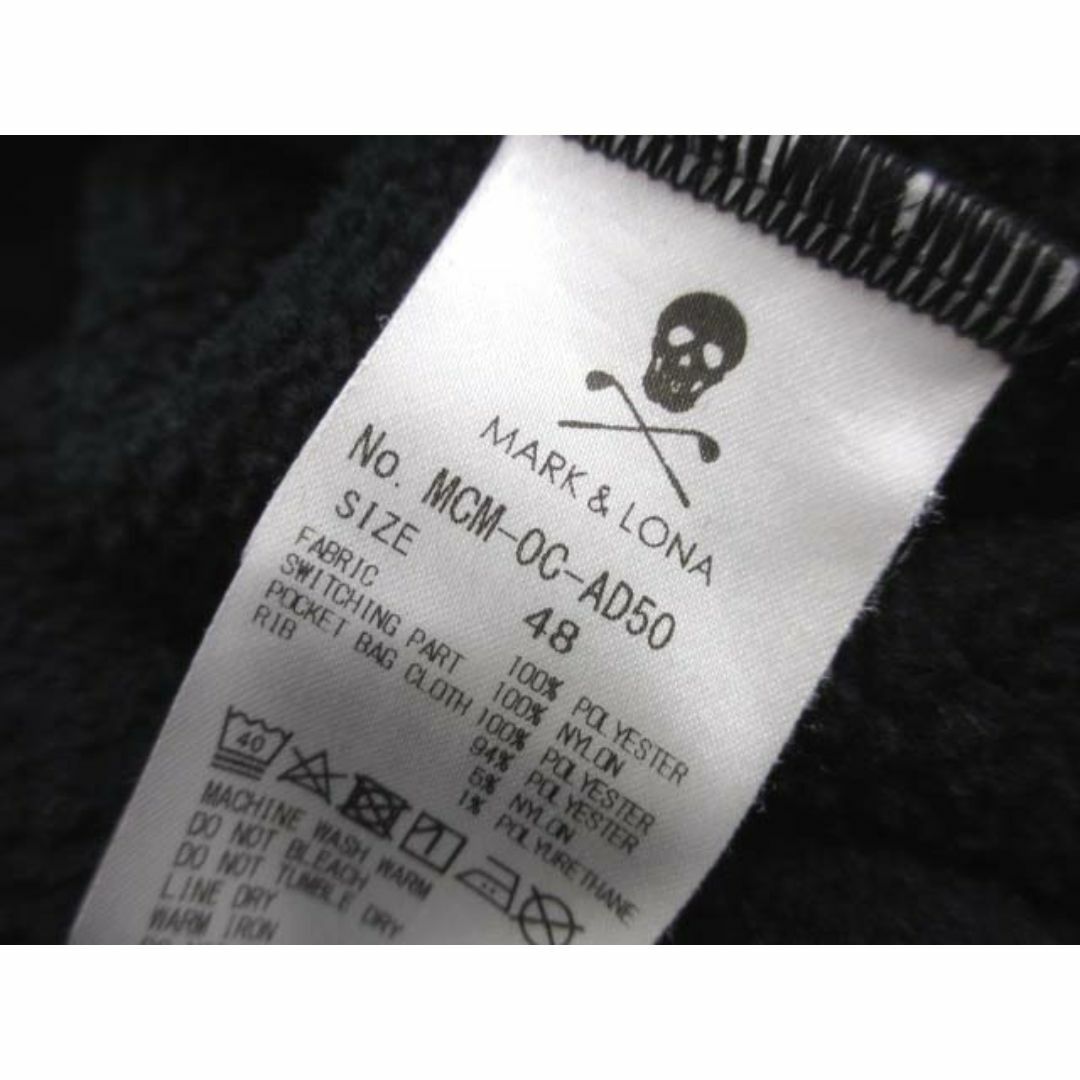 MARK & LONA
No. MCM-OC-AD50
SIZE 48
FABRIC 100% POLYESTER
SWITCHING PART 100% NYLON
POCKET BAG CLOTH 100% POLYESTER
RIB 94% POLYESTER
5% NYLON
1% POLYURETHANE
40
MACHINE WASH WARM
DO NOT BLEACH
DO NOT TUMBLE DRY
LINE DRY
WARM IRON